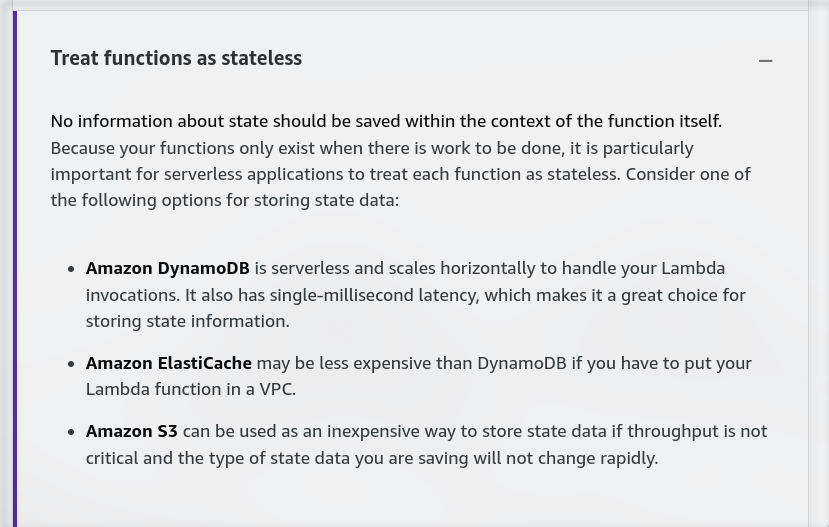 Treat functions as stateless
No information about state should be saved within the context of the function itself.
Because your functions only exist when there is work to be done, it is particularly
important for serverless applications to treat each function as stateless. Consider one of
the following options for storing state data:
• Amazon DynamoDB is serverless and scales horizontally to handle your Lambda
invocations. It also has single-millisecond latency, which makes it a great choice for
storing state information.
• Amazon ElastiCache may be less expensive than DynamoDB if you have to put your
Lambda function in a VPC.
• Amazon S3 can be used as an inexpensive way to store state data if throughput is not
critical and the type of state data you are saving will not change rapidly.